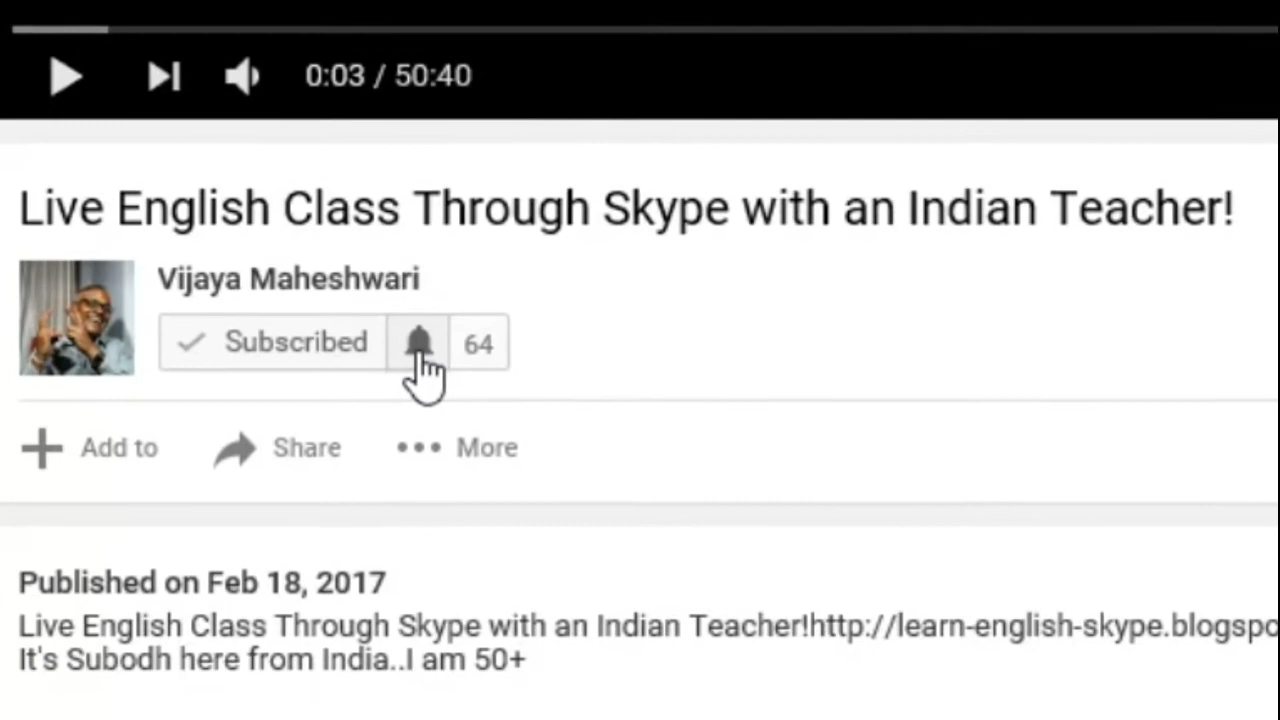 0:03 / 50:40
Live English Class Through Skype with an Indian Teacher!
Vijaya Maheshwari
Subscribed 64
Add to Share More
Published on Feb 18, 2017
Live English Class Through Skype with an Indian Teacher!http://learn-english-skype.blogspo
It's Subodh here from India..I am 50+